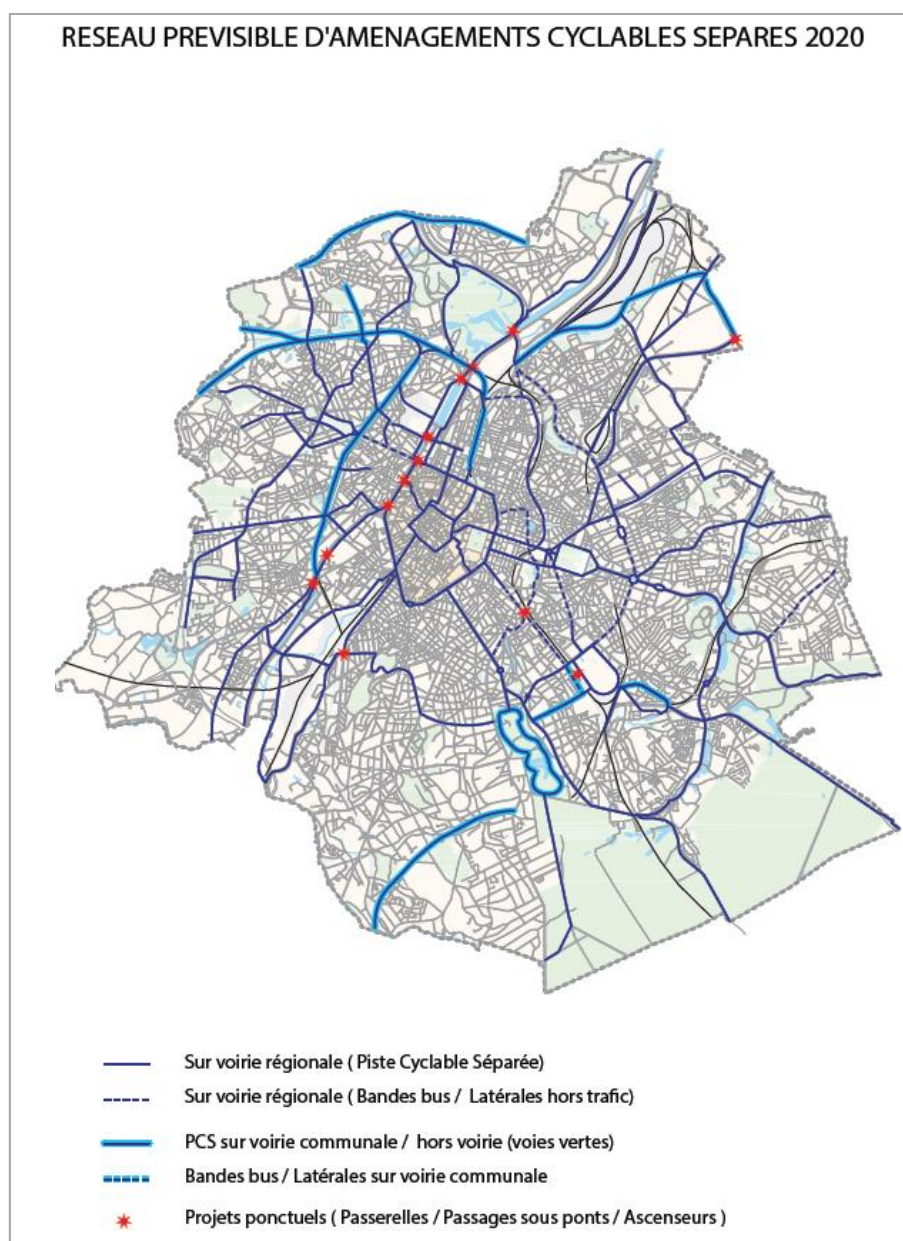 RESEAU PREVISIBLE D'AMENAGEMENTS CYCLABLES SEPARES 2020
Sur voirie régionale ( Piste Cyclable Séparée)
Sur voirie régionale ( Bandes bus / Latérales hors trafic)
PCS sur voirie communale / hors voirie (voies vertes)
Bandes bus / Latérales sur voirie communale
Projets ponctuels ( Passerelles / Passages sous ponts / Ascenseurs )